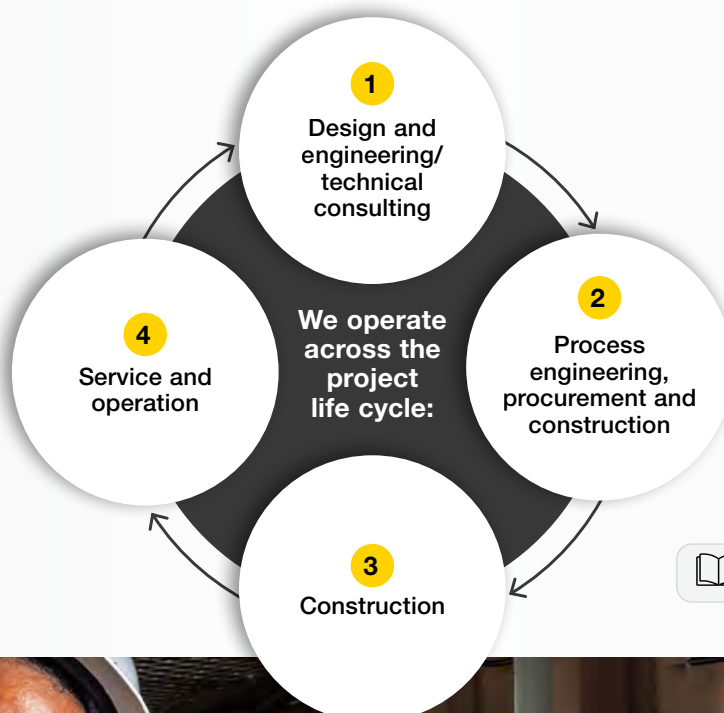 1
Design and
engineering/
technical
consulting
2
Process
engineering,
procurement and
construction
We operate
across the
project
life cycle:
4
Service and
operation
3
Construction